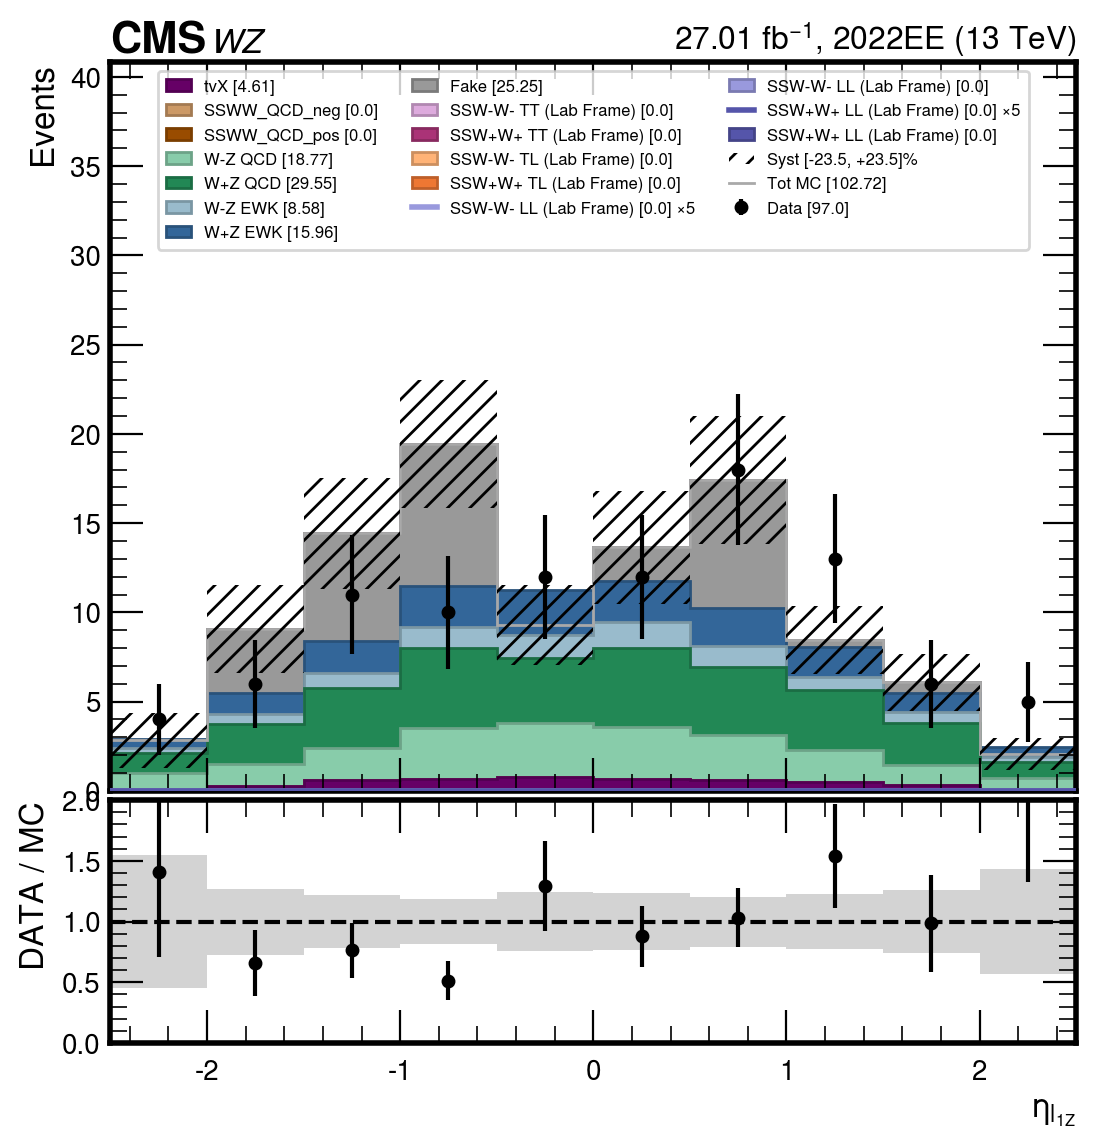 CMS WZ 27.01 fb⁻¹, 2022EE (13 TeV)
Events
tvX [4.61]
SSWW_QCD_neg [0.0]
SSWW_QCD_pos [0.0]
W-Z QCD [18.77]
W+Z QCD [29.55]
W-Z EWK [8.58]
W+Z EWK [15.96]
Fake [25.25]
SSW-W- TT (Lab Frame) [0.0]
SSW+W+ TT (Lab Frame) [0.0]
SSW-W- TL (Lab Frame) [0.0]
SSW+W+ TL (Lab Frame) [0.0]
SSW-W- LL (Lab Frame) [0.0] ×5
SSW-W- LL (Lab Frame) [0.0]
SSW+W+ LL (Lab Frame) [0.0] ×5
SSW+W+ LL (Lab Frame) [0.0]
Syst [-23.5, +23.5]%
Tot MC [102.72]
Data [97.0]
40
35
30
25
20
15
10
5
0
DATA / MC
2.0
1.5
1.0
0.5
0.0
-2 -1 0 1 2
η_{l_{1Z}}